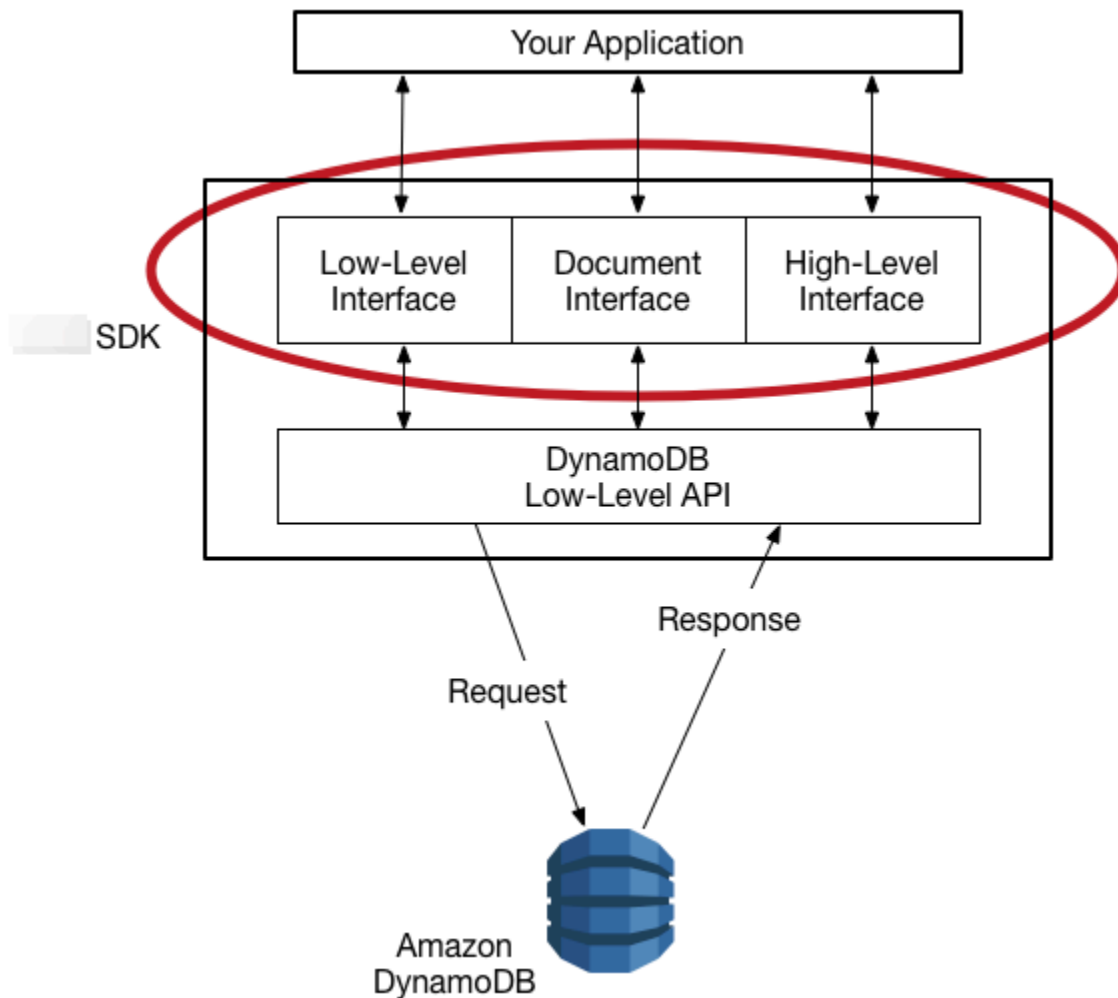 Your Application
Low-Level
Interface
Document
Interface
High-Level
Interface
SDK
DynamoDB
Low-Level API
Response
Request
Amazon
DynamoDB